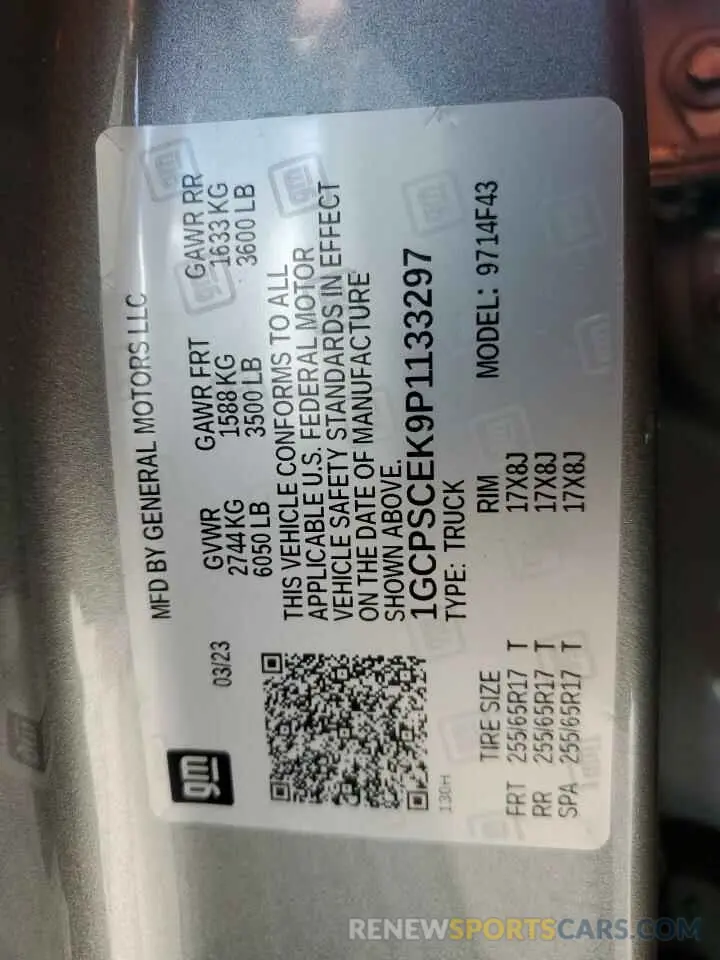 MFD BY GENERAL MOTORS LLC
gm
03/23
GVWR GAWR FRT GAWR RR
2744 KG 1588 KG 1633 KG
6050 LB 3500 LB 3600 LB
THIS VEHICLE CONFORMS TO ALL
APPLICABLE U.S. FEDERAL MOTOR
VEHICLE SAFETY STANDARDS IN EFFECT
ON THE DATE OF MANUFACTURE
SHOWN ABOVE.
1GCPSCEK9P1133297
TYPE: TRUCK
130H
TIRE SIZE RIM MODEL: 9714F43
FRT 255/65R17 T 17X8J
RR 255/65R17 T 17X8J
SPA 255/65R17 T 17X8J
RENEWSPORTSCARS.COM